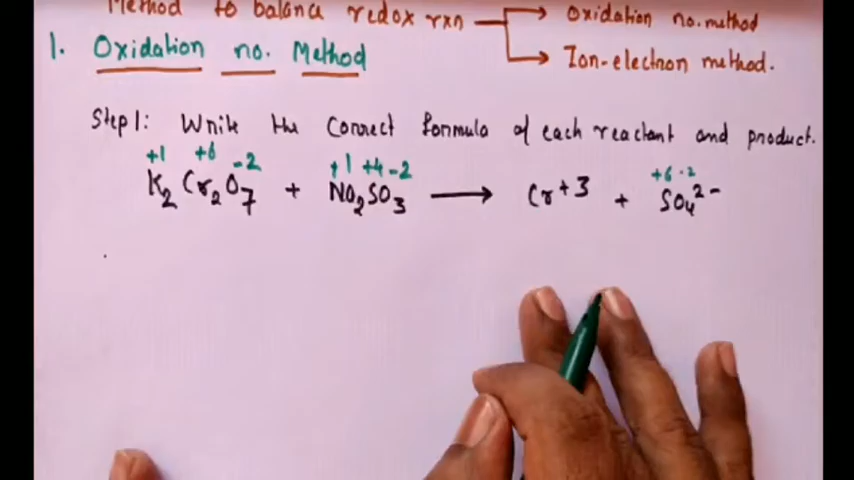 Method to balance redox rxn → Oxidation no. method
→ Ion-electron method.
1. Oxidation no. Method
Step 1: Write the Correct formula of each reactant and product.
+1 +6 -2 +1 +4 -2 +6 -2
K2Cr2O7 + NO2SO3 → Cr+3 + SO4 2-